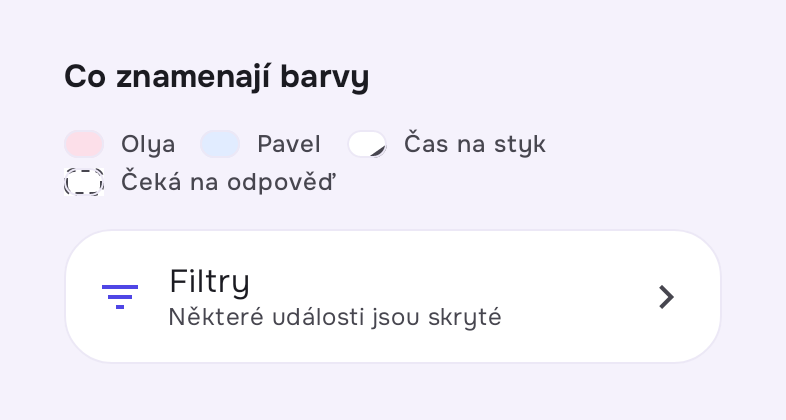 Co znamenají barvy
Olya Pavel Čas na styk
Čeká na odpověď
Filtry
Některé události jsou skryté